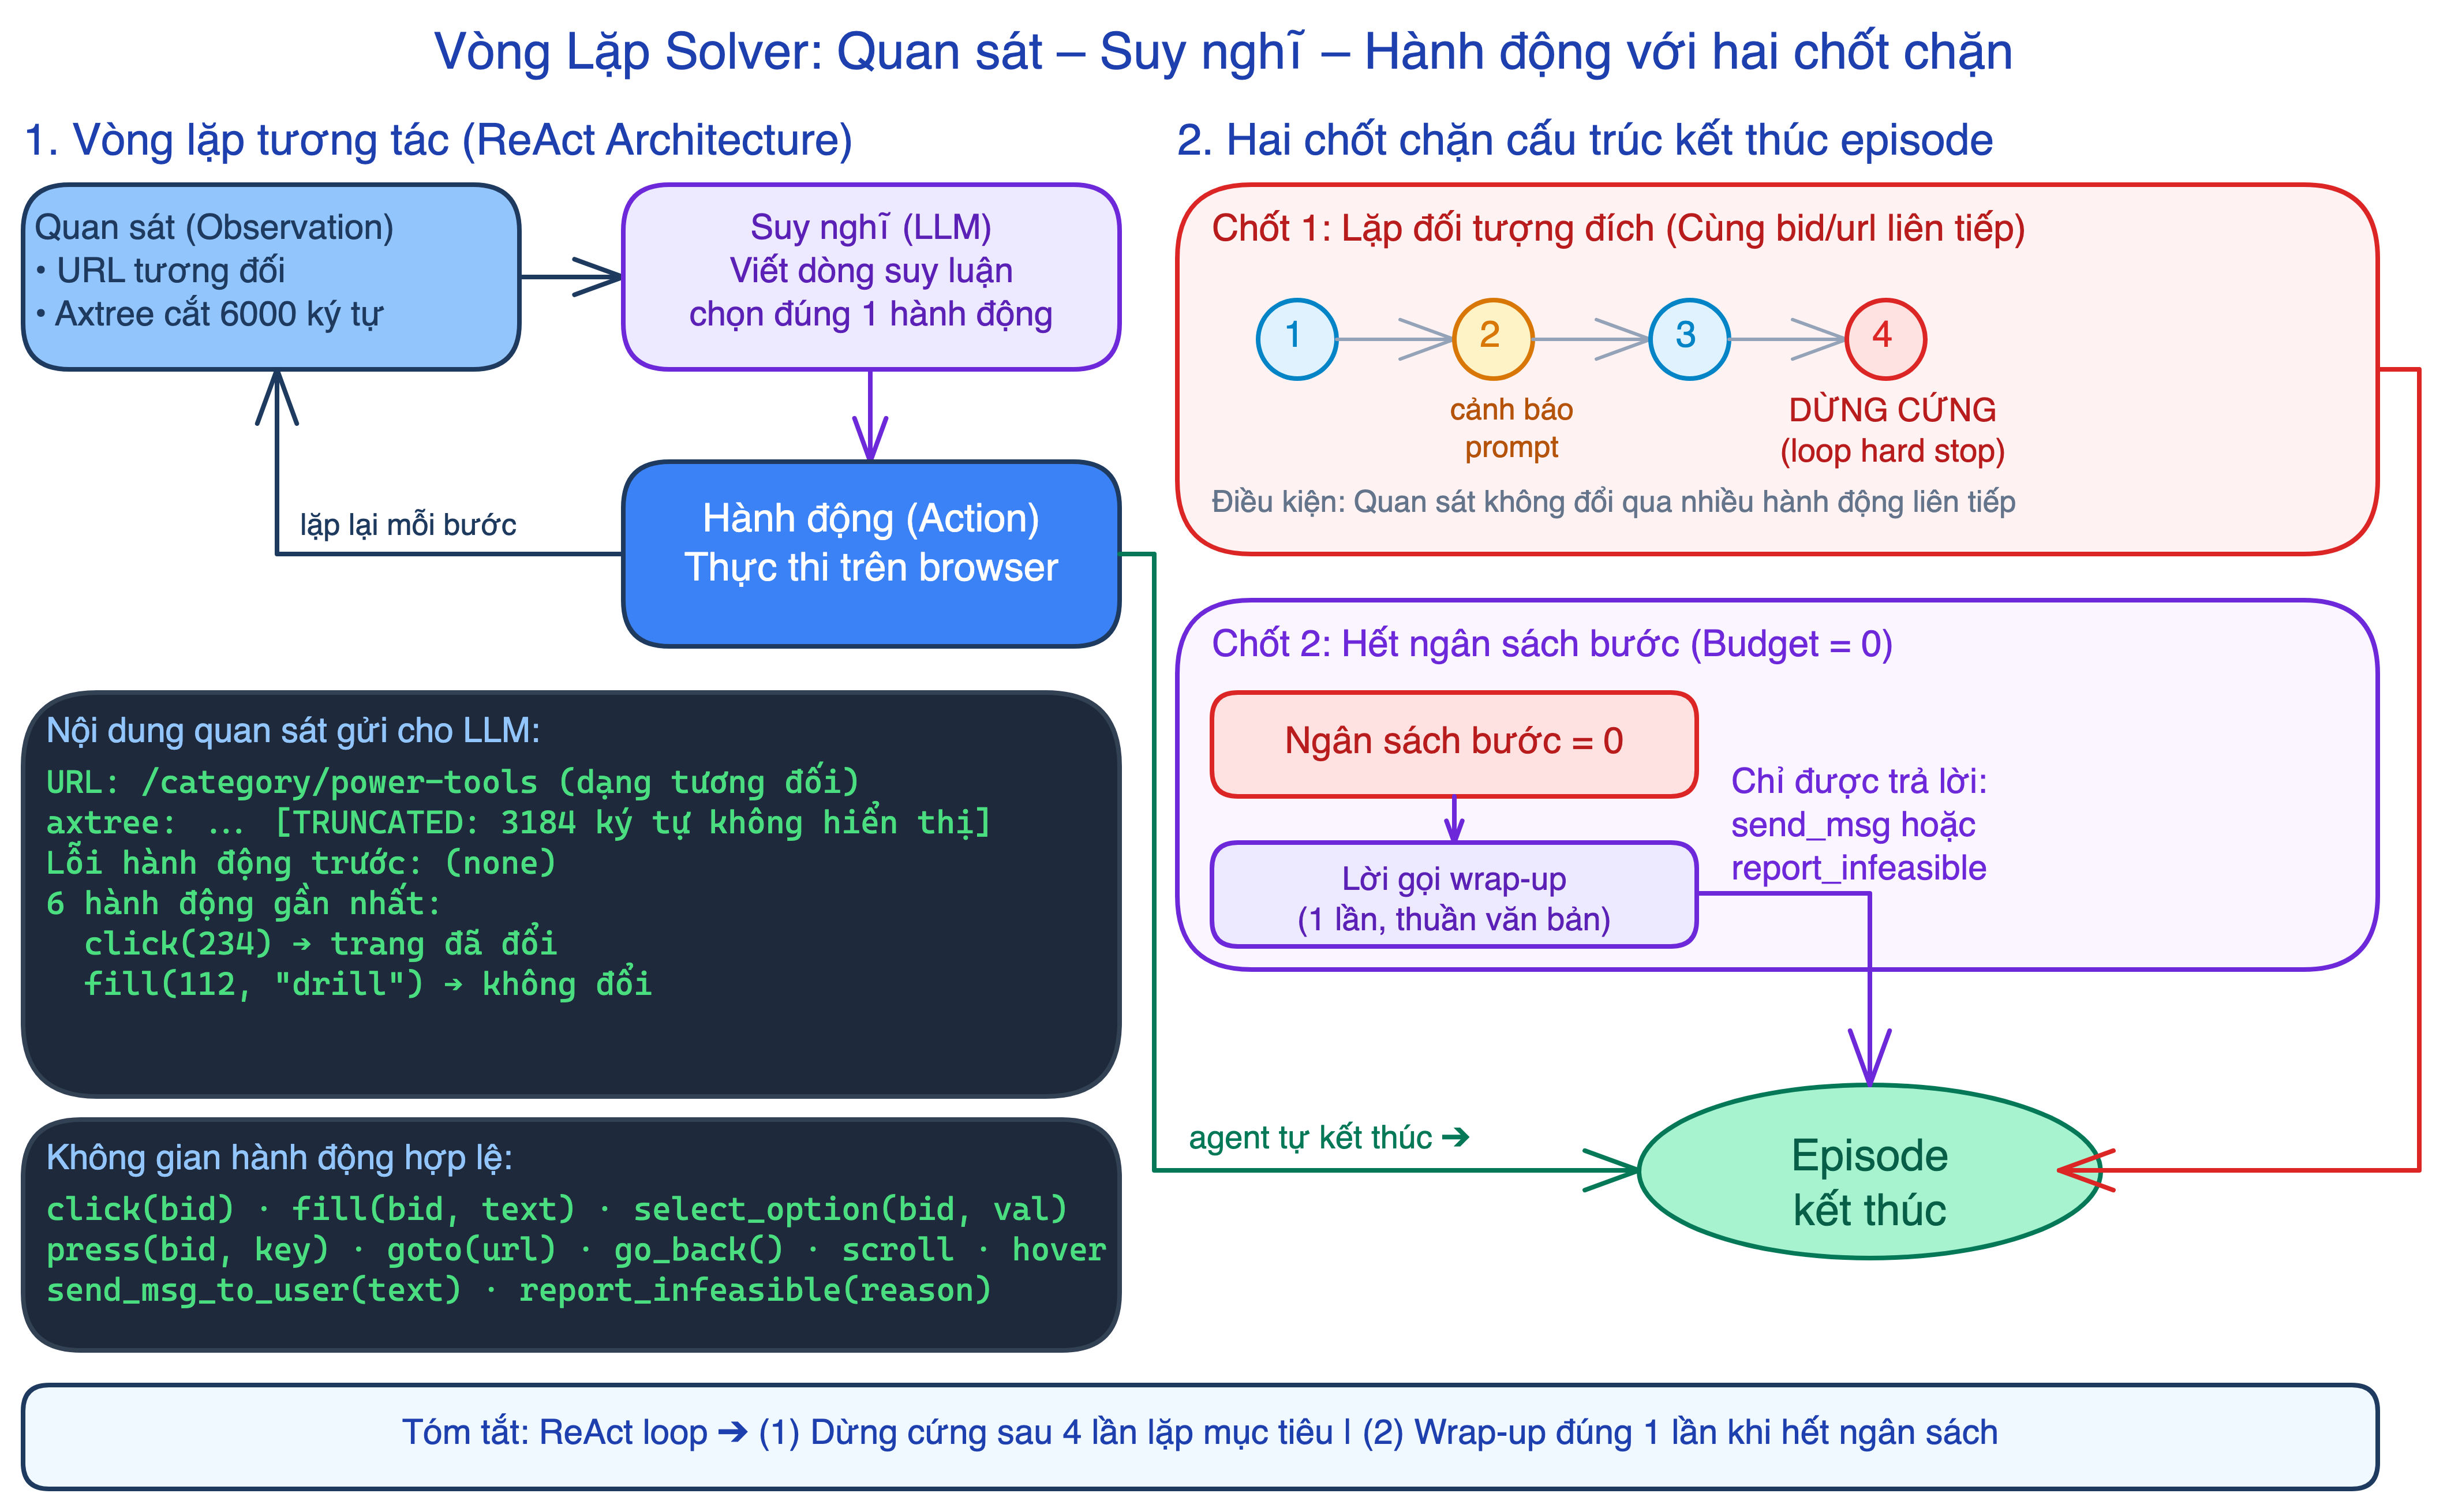 Vòng Lặp Solver: Quan sát – Suy nghĩ – Hành động với hai chốt chặn
1. Vòng lặp tương tác (ReAct Architecture)
Quan sát (Observation)
• URL tương đối
• Axtree cắt 6000 ký tự
Suy nghĩ (LLM)
Viết dòng suy luận
chọn đúng 1 hành động
Hành động (Action)
Thực thi trên browser
lặp lại mỗi bước
Nội dung quan sát gửi cho LLM:
URL: /category/power-tools (dạng tương đối)
axtree: ... [TRUNCATED: 3184 ký tự không hiển thị]
Lỗi hành động trước: (none)
6 hành động gần nhất:
click(234) → trang đã đổi
fill(112, "drill") → không đổi
Không gian hành động hợp lệ:
click(bid) · fill(bid, text) · select_option(bid, val)
press(bid, key) · goto(url) · go_back() · scroll · hover
send_msg_to_user(text) · report_infeasible(reason)
2. Hai chốt chặn cấu trúc kết thúc episode
Chốt 1: Lặp đối tượng đích (Cùng bid/url liên tiếp)
1
2
3
4
cảnh báo
prompt
DỪNG CỨNG
(loop hard stop)
Điều kiện: Quan sát không đổi qua nhiều hành động liên tiếp
Chốt 2: Hết ngân sách bước (Budget = 0)
Ngân sách bước = 0
Lời gọi wrap-up
(1 lần, thuần văn bản)
Chỉ được trả lời:
send_msg hoặc
report_infeasible
agent tự kết thúc ➔
Episode
kết thúc
Tóm tắt: ReAct loop ➔ (1) Dừng cứng sau 4 lần lặp mục tiêu l (2) Wrap-up đúng 1 lần khi hết ngân sách